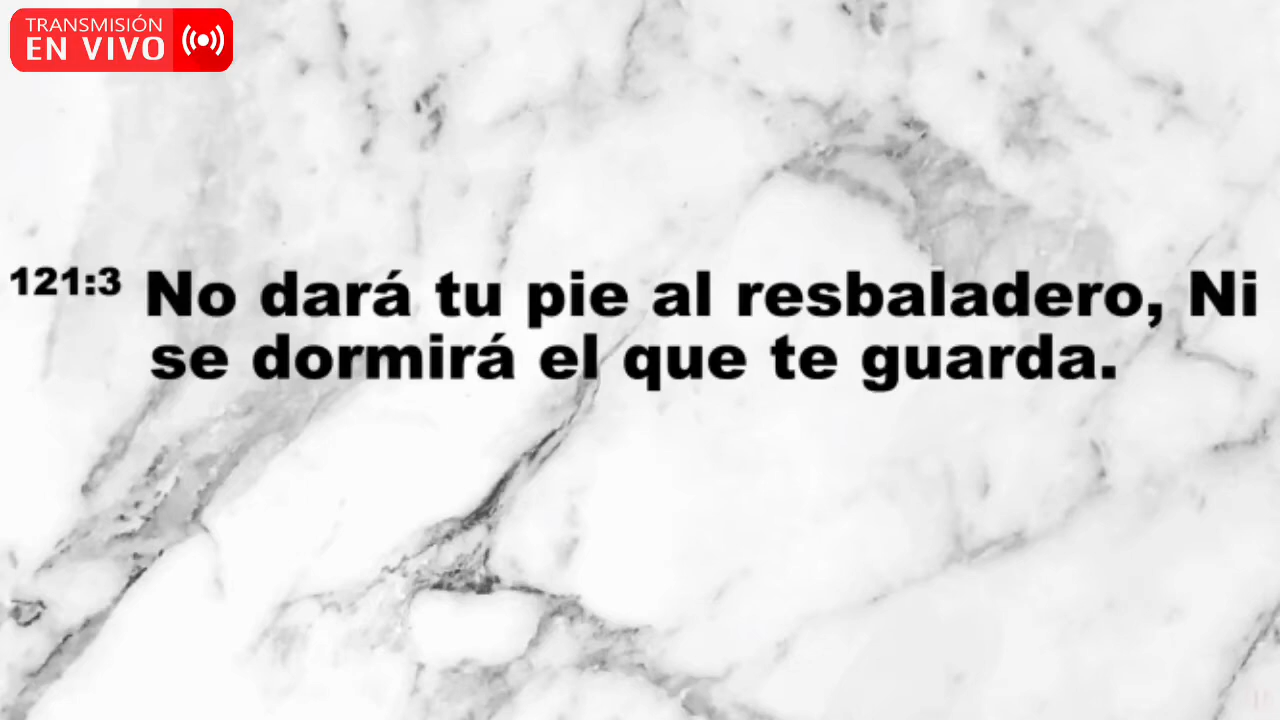 TRANSMISIÓN
EN VIVO
121:3 No dará tu pie al resbaladero, Ni
se dormirá el que te guarda.